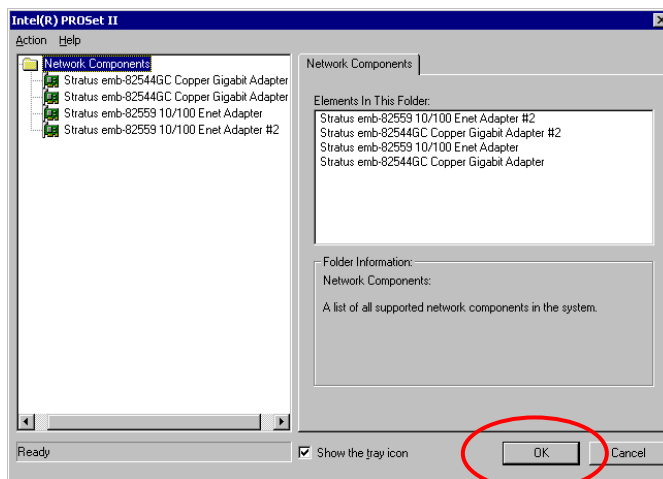 Intel(R) PROSet II
Action Help
Network Components
Stratus emb-82544GC Copper Gigabit Adapter
Stratus emb-82544GC Copper Gigabit Adapter
Stratus emb-82559 10/100 Enet Adapter
Stratus emb-82559 10/100 Enet Adapter #2
Network Components
Elements In This Folder:
Stratus emb-82559 10/100 Enet Adapter #2
Stratus emb-82544GC Copper Gigabit Adapter #2
Stratus emb-82559 10/100 Enet Adapter
Stratus emb-82544GC Copper Gigabit Adapter
Folder Information:
Network Components:
A list of all supported network components in the system.
Ready
Show the tray icon
OK
Cancel